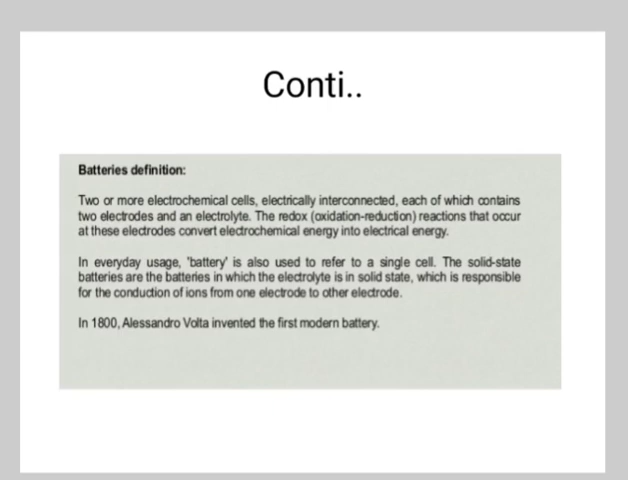 Conti..
Batteries definition:
Two or more electrochemical cells, electrically interconnected, each of which contains
two electrodes and an electrolyte. The redox (oxidation-reduction) reactions that occur
at these electrodes convert electrochemical energy into electrical energy.
In everyday usage, 'battery' is also used to refer to a single cell. The solid-state
batteries are the batteries in which the electrolyte is in solid state, which is responsible
for the conduction of ions from one electrode to other electrode.
In 1800, Alessandro Volta invented the first modern battery.